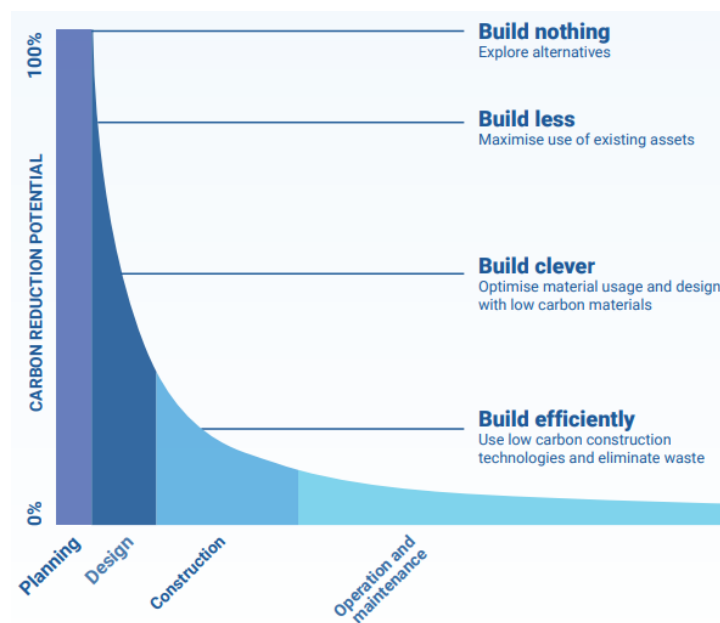 100%
CARBON REDUCTION POTENTIAL
0%
Build nothing
Explore alternatives
Build less
Maximise use of existing assets
Build clever
Optimise material usage and design
with low carbon materials
Build efficiently
Use low carbon construction
technologies and eliminate waste
Planning
Design
Construction
Operation and
maintenance